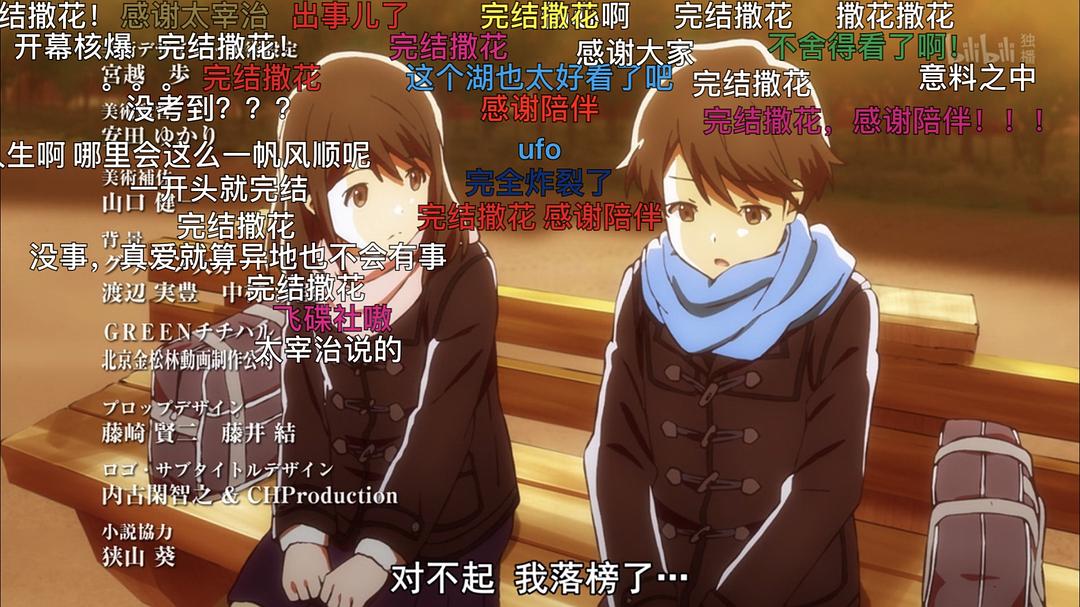 结撒花！ 感谢太宰治 出事儿了 完结撒花啊 完结撒花 撒花撒花
开幕核爆 完结撒花！ 完结撒花 感谢大家 不舍得看了啊！ bilibili 独播
宮越 歩 完结撒花 这个湖也太好看了吧 完结撒花 意料之中
没考到？？？ 感谢陪伴 完结撒花，感谢陪伴！！！
安田 ゆかり
人生啊 哪里会这么一帆风顺呢 ufo
美術補佐
一开头就完结 完全炸裂了
山口 健
完结撒花 完结撒花 感谢陪伴
背景
没事，真爱就算异地也不会有事
渡辺 実豊 完结撒花
飞碟社嗷
GREEN チチハル
太宰治说的
北京金松林動画制作公司
プロップデザイン
藤崎 賢二 藤井 結
ロゴ・サブタイトルデザイン
内古閑智之 & CHProduction
小説協力
狭山 葵
对不起 我落榜了…